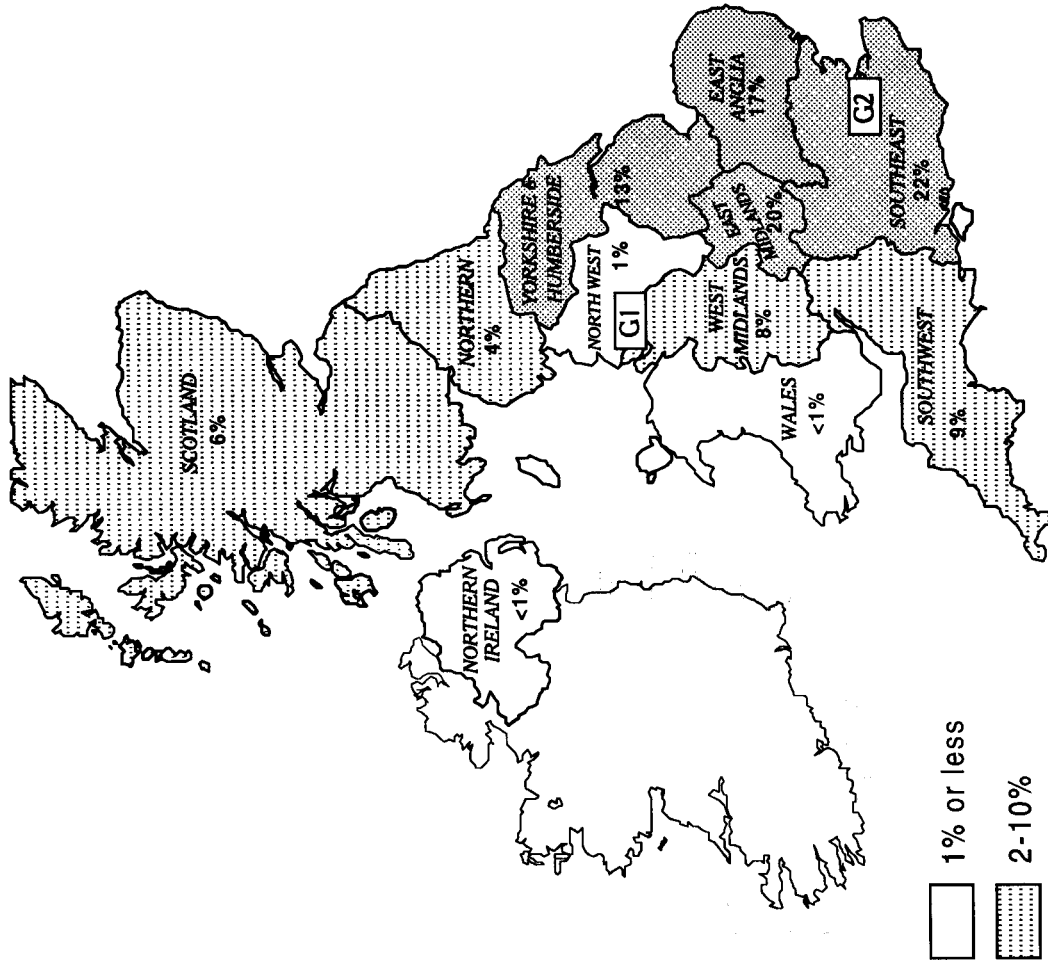 SCOTLAND
6%
NORTHERN
4%
NORTHERN
IRELAND
<1%
YORKSHIRE &
HUMBERSIDE
13%
NORTH WEST
1%
G1
EAST
MIDLANDS
20%
WEST
MIDLANDS
8%
EAST
ANGLIA
17%
WALES
<1%
G2
SOUTHEAST
22%
SOUTHWEST
9%
1% or less
2-10%